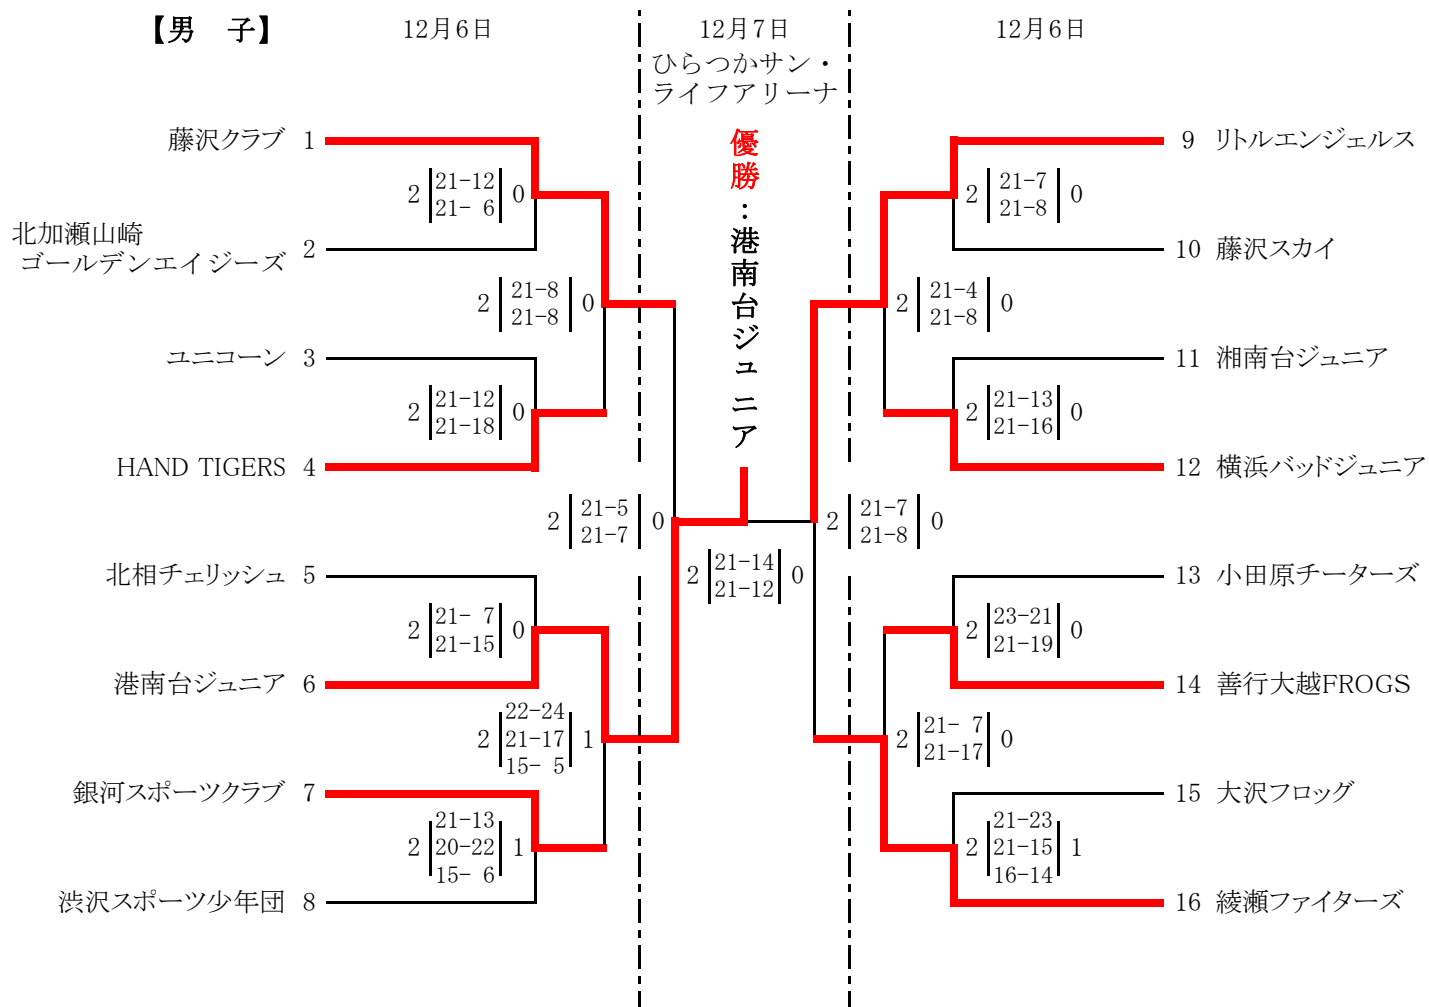 【男　子】
12月6日
12月7日
12月6日
ひらつかサン・
ライフアリーナ
優勝：港南台ジュニア
藤沢クラブ 1
2 21-12 0
21- 6
北加瀬山崎
ゴールデンエイジーズ 2
2 21-8 0
21-8
ユニコーン 3
2 21-12 0
21-18
HAND TIGERS 4
2 21-5 0
21-7
北相チェリッシュ 5
2 21- 7 0
21-15
港南台ジュニア 6
22-24
2 21-17 1
15- 5
銀河スポーツクラブ 7
21-13
2 20-22 1
15- 6
渋沢スポーツ少年団 8
2 21-14 0
21-12
9 リトルエンジェルス
2 21-7 0
21-8
10 藤沢スカイ
2 21-4 0
21-8
11 湘南台ジュニア
2 21-13 0
21-16
12 横浜バッドジュニア
2 21-7 0
21-8
13 小田原チーターズ
2 23-21 0
21-19
14 善行大越FROGS
2 21- 7 0
21-17
15 大沢フロッグ
21-23
2 21-15 1
16-14
16 綾瀬ファイターズ